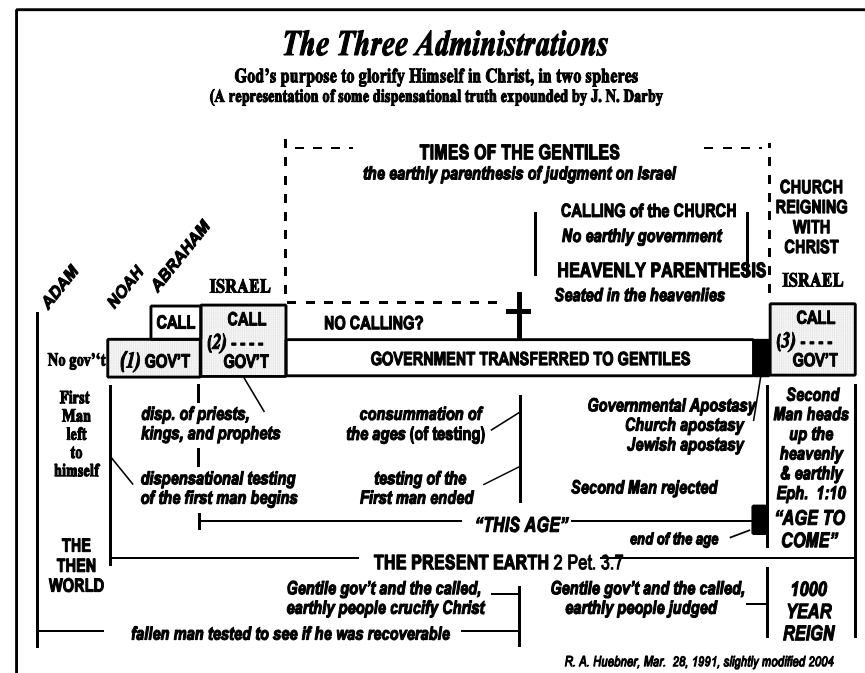 The Three Administrations
God's purpose to glorify Himself in Christ, in two spheres
(A representation of some dispensational truth expounded by J. N. Darby
TIMES OF THE GENTILES
the earthly parenthesis of judgment on Israel
CALLING of the CHURCH
No earthly government
HEAVENLY PARENTHESIS
Seated in the heavenlies
CHURCH
REIGNING
WITH
CHRIST
ISRAEL
ADAM
NOAH
ABRAHAM
ISRAEL
CALL
CALL
(2) ----
GOV'T
NO CALLING?
CALL
(3) ----
GOV'T
No gov'‘t
(1) GOV'T
GOVERNMENT TRANSFERRED TO GENTILES
First
Man
left
to
himself
disp. of priests,
kings, and prophets
dispensational testing
of the first man begins
consummation of
the ages (of testing)
testing of the
First man ended
Governmental Apostasy
Church apostasy
Jewish apostasy
Second Man rejected
Second
Man heads
up the
heavenly
& earthly
Eph. 1:10
"THIS AGE"
end of the age
"AGE TO
COME"
THE
THEN
WORLD
THE PRESENT EARTH 2 Pet. 3.7
Gentile gov't and the called,
earthly people crucify Christ
Gentile gov't and the called,
earthly people judged
1000
YEAR
REIGN
fallen man tested to see if he was recoverable
R. A. Huebner, Mar. 28, 1991, slightly modified 2004